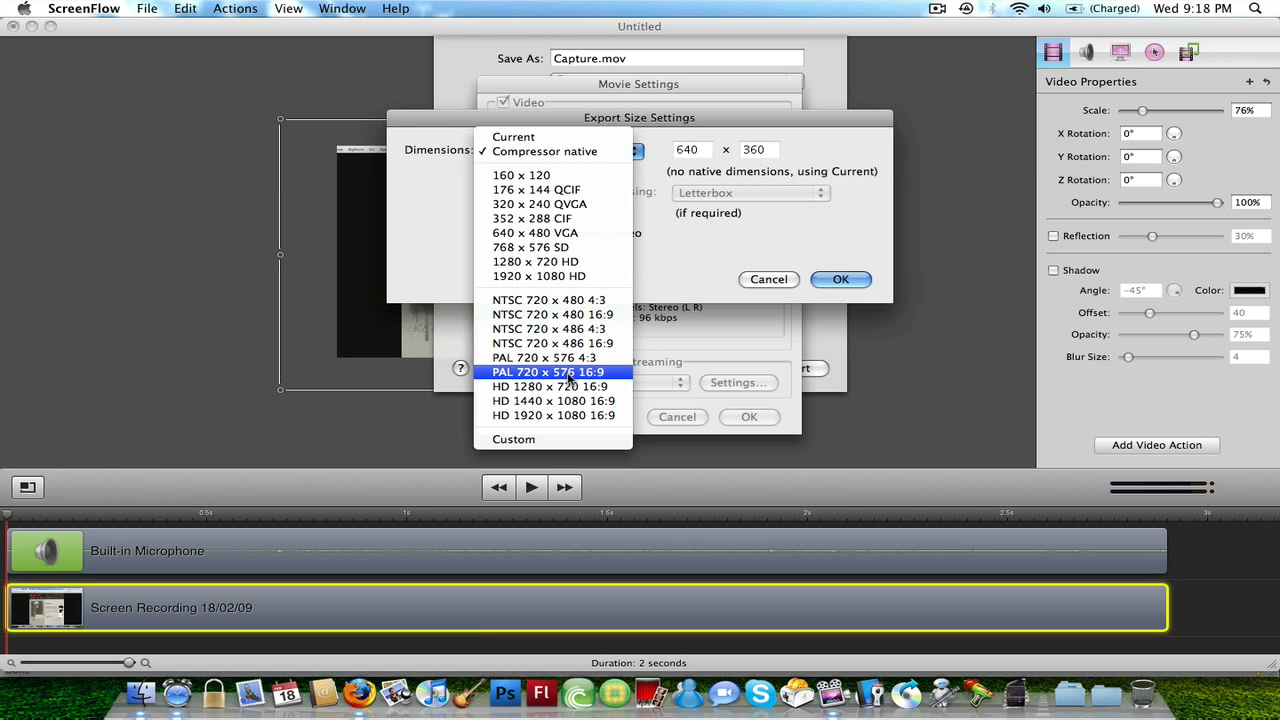 ScreenFlow File Edit Actions View Window Help (Charged) Wed 9:18 PM
Untitled
Save As: Capture.mov
Movie Settings
Video
Export Size Settings
Dimensions:
Current
Compressor native
160 x 120
176 x 144 QCIF
320 x 240 QVGA
352 x 288 CIF
640 x 480 VGA
768 x 576 SD
1280 x 720 HD
1920 x 1080 HD
NTSC 720 x 480 4:3
NTSC 720 x 480 16:9
NTSC 720 x 486 4:3
NTSC 720 x 486 16:9
PAL 720 x 576 4:3
PAL 720 x 576 16:9
HD 1280 x 720 16:9
HD 1440 x 1080 16:9
HD 1920 x 1080 16:9
Custom
640 x 360
(no native dimensions, using Current)
sing: Letterbox
(if required)
eo
Cancel OK
els: Stereo (L R)
: 96 kbps
treaming
?
rt
Settings...
Cancel OK
Video Properties
Scale: 76%
X Rotation: 0°
Y Rotation: 0°
Z Rotation: 0°
Opacity: 100%
Reflection 30%
Shadow
Angle: -45° Color:
Offset: 40
Opacity: 75%
Blur Size: 4
Add Video Action
0.5s 1s 1.5s 2s 2.5s 3s
Built-in Microphone
Screen Recording 18/02/09
Duration: 2 seconds
JUL 18 Ps Fl